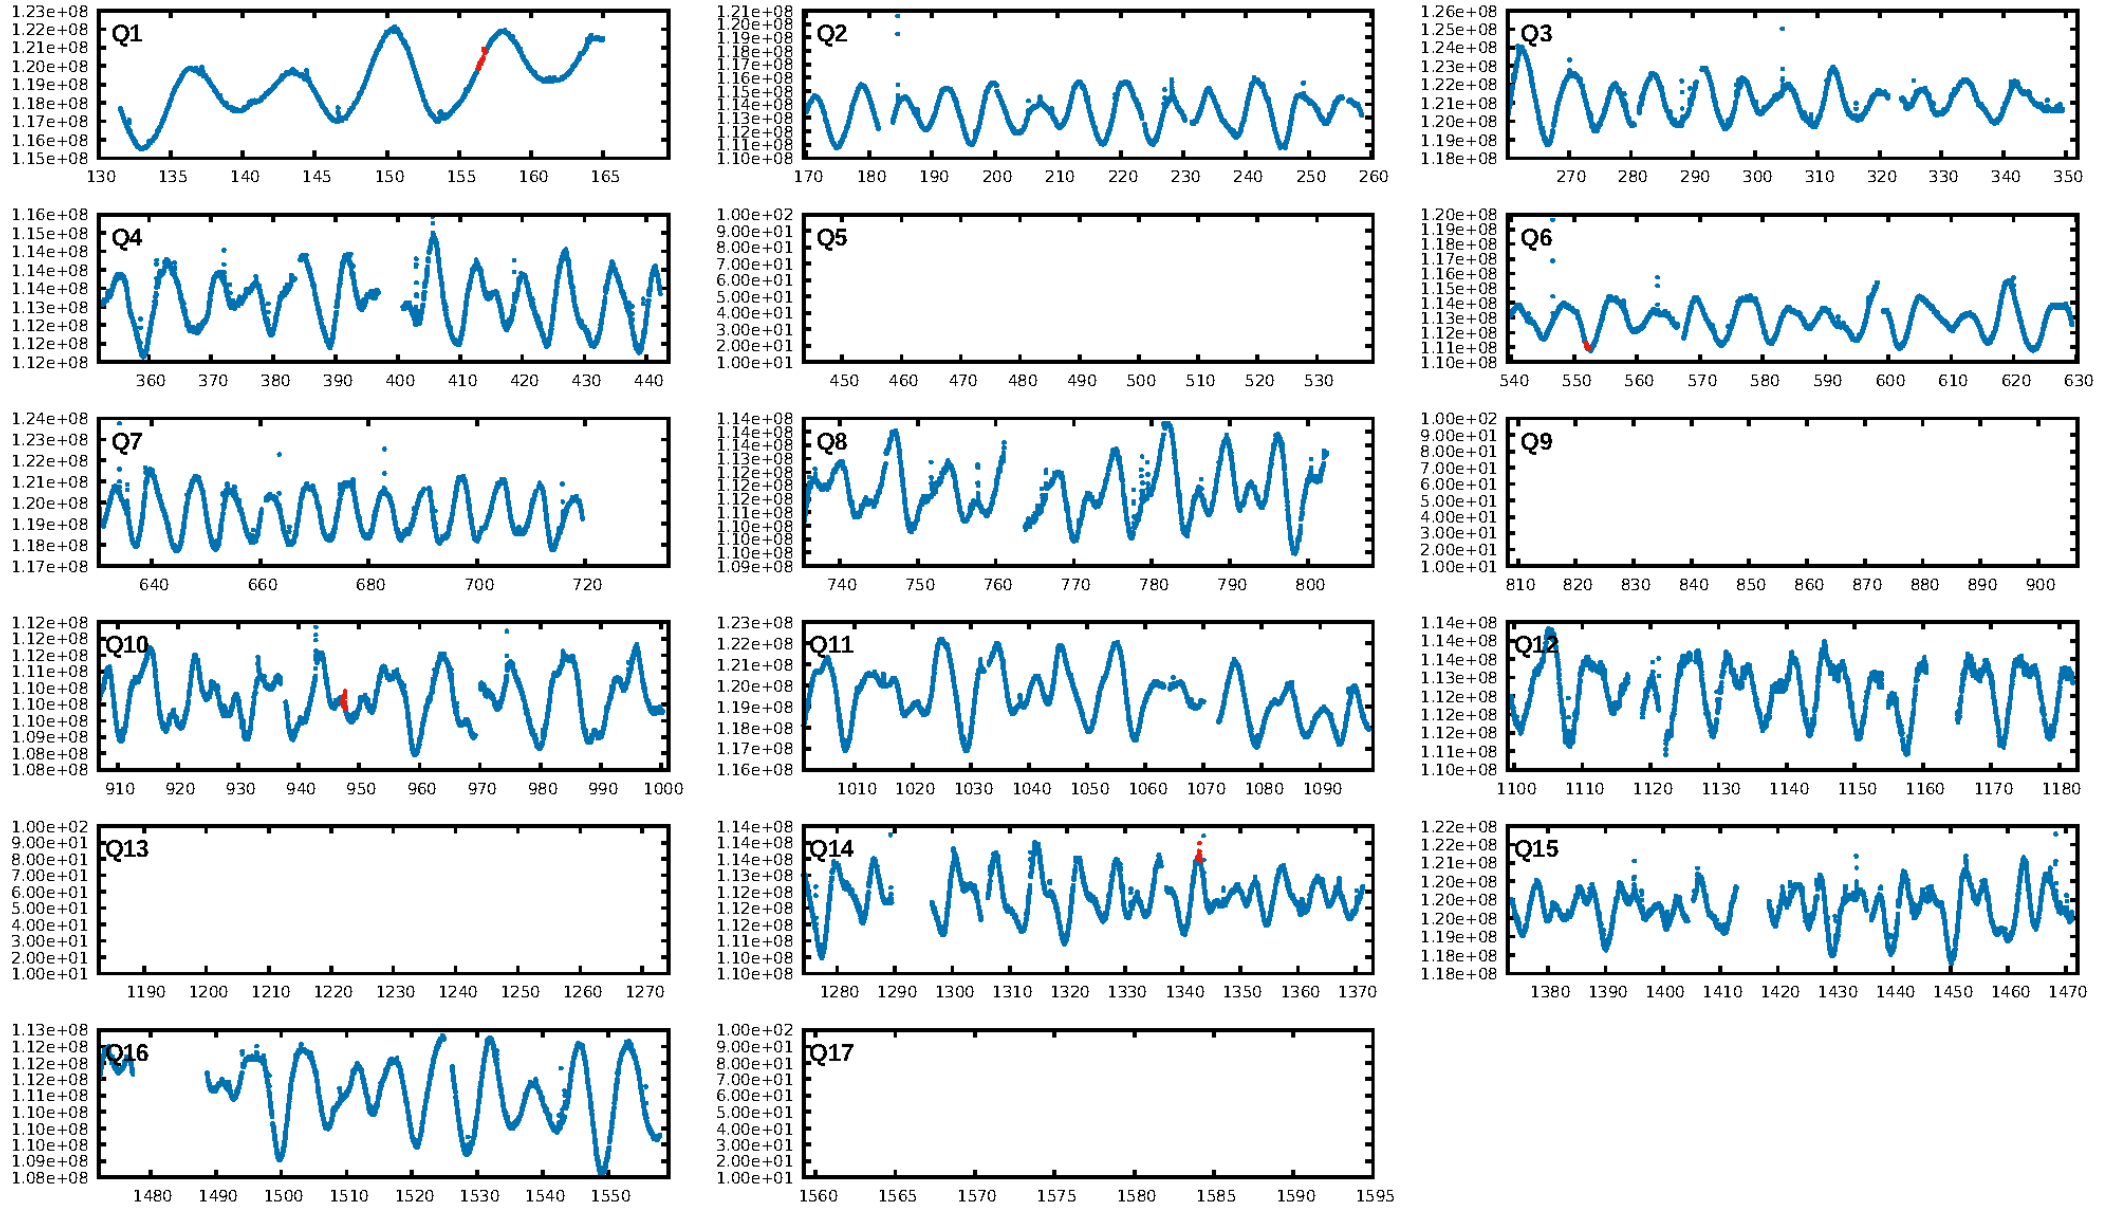 1.23e+08 1.22e+08 1.21e+08 1.20e+08 1.18e+08 1.17e+08 1.16e+08 1.15e+08
Q1
130 135 140 145 150 155 160 165
1.21e+08 1.19e+08 1.18e+08 1.17e+08 1.16e+08 1.15e+08 1.14e+08 1.13e+08 1.12e+08 1.11e+08 1.10e+08
Q2
170 180 190 200 210 220 230 240 250 260
1.26e+08 1.25e+08 1.24e+08 1.23e+08 1.21e+08 1.20e+08 1.19e+08 1.18e+08
Q3
270 280 290 300 310 320 330 340 350
1.16e+08 1.15e+08 1.14e+08 1.14e+08 1.13e+08 1.12e+08 1.12e+08 1.12e+08
Q4
360 370 380 390 400 410 420 430 440
1.00e+02 9.00e+01 8.00e+01 7.00e+01 6.00e+01 5.00e+01 4.00e+01 3.00e+01 2.00e+01 1.00e+01
Q5
450 460 470 480 490 500 510 520 530
1.20e+08 1.19e+08 1.18e+08 1.17e+08 1.16e+08 1.15e+08 1.14e+08 1.13e+08 1.12e+08 1.11e+08 1.10e+08
Q6
540 550 560 570 580 590 600 610 620 630
1.24e+08 1.23e+08 1.22e+08 1.21e+08 1.20e+08 1.19e+08 1.18e+08 1.17e+08
Q7
640 660 680 700 720
1.14e+08 1.14e+08 1.13e+08 1.12e+08 1.12e+08 1.12e+08 1.11e+08 1.10e+08 1.10e+08 1.10e+08 1.09e+08
Q8
740 750 760 770 780 790 800
1.00e+02 9.00e+01 8.00e+01 7.00e+01 6.00e+01 5.00e+01 4.00e+01 3.00e+01 2.00e+01 1.00e+01
Q9
810 820 830 840 850 860 870 880 890 900
1.12e+08 1.12e+08 1.12e+08 1.11e+08 1.10e+08 1.10e+08 1.09e+08 1.08e+08 1.08e+08
Q10
910 920 930 940 950 960 970 980 990 1000
1.23e+08 1.22e+08 1.21e+08 1.20e+08 1.19e+08 1.18e+08 1.17e+08 1.16e+08
Q11
1010 1020 1030 1040 1050 1060 1070 1080 1090
1.14e+08 1.14e+08 1.14e+08 1.13e+08 1.12e+08 1.12e+08 1.12e+08 1.11e+08 1.10e+08
Q12
1100 1110 1120 1130 1140 1150 1160 1170 1180
1.00e+02 9.00e+01 8.00e+01 7.00e+01 6.00e+01 5.00e+01 4.00e+01 3.00e+01 2.00e+01 1.00e+01
Q13
1190 1200 1210 1220 1230 1240 1250 1260 1270
1.14e+08 1.14e+08 1.14e+08 1.13e+08 1.12e+08 1.12e+08 1.11e+08 1.11e+08 1.10e+08
Q14
1280 1290 1300 1310 1320 1330 1340 1350 1360 1370
1.22e+08 1.21e+08 1.21e+08 1.20e+08 1.20e+08 1.19e+08 1.18e+08 1.18e+08
Q15
1380 1390 1400 1410 1420 1430 1440 1450 1460 1470
1.13e+08 1.12e+08 1.12e+08 1.12e+08 1.11e+08 1.10e+08 1.10e+08 1.09e+08 1.09e+08 1.08e+08
Q16
1480 1490 1500 1510 1520 1530 1540 1550
1.00e+02 9.00e+01 8.00e+01 7.00e+01 6.00e+01 5.00e+01 4.00e+01 3.00e+01 2.00e+01 1.00e+01
Q17
1560 1565 1570 1575 1580 1585 1590 1595